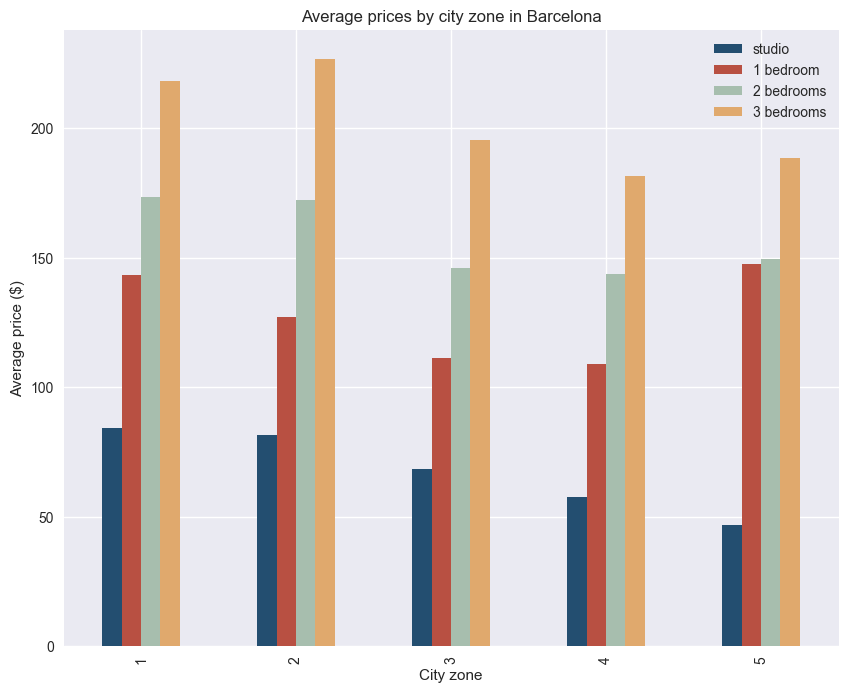 Average prices by city zone in Barcelona
studio
1 bedroom
2 bedrooms
3 bedrooms
Average price ($)
200
150
100
50
0
1
2
3
4
5
City zone